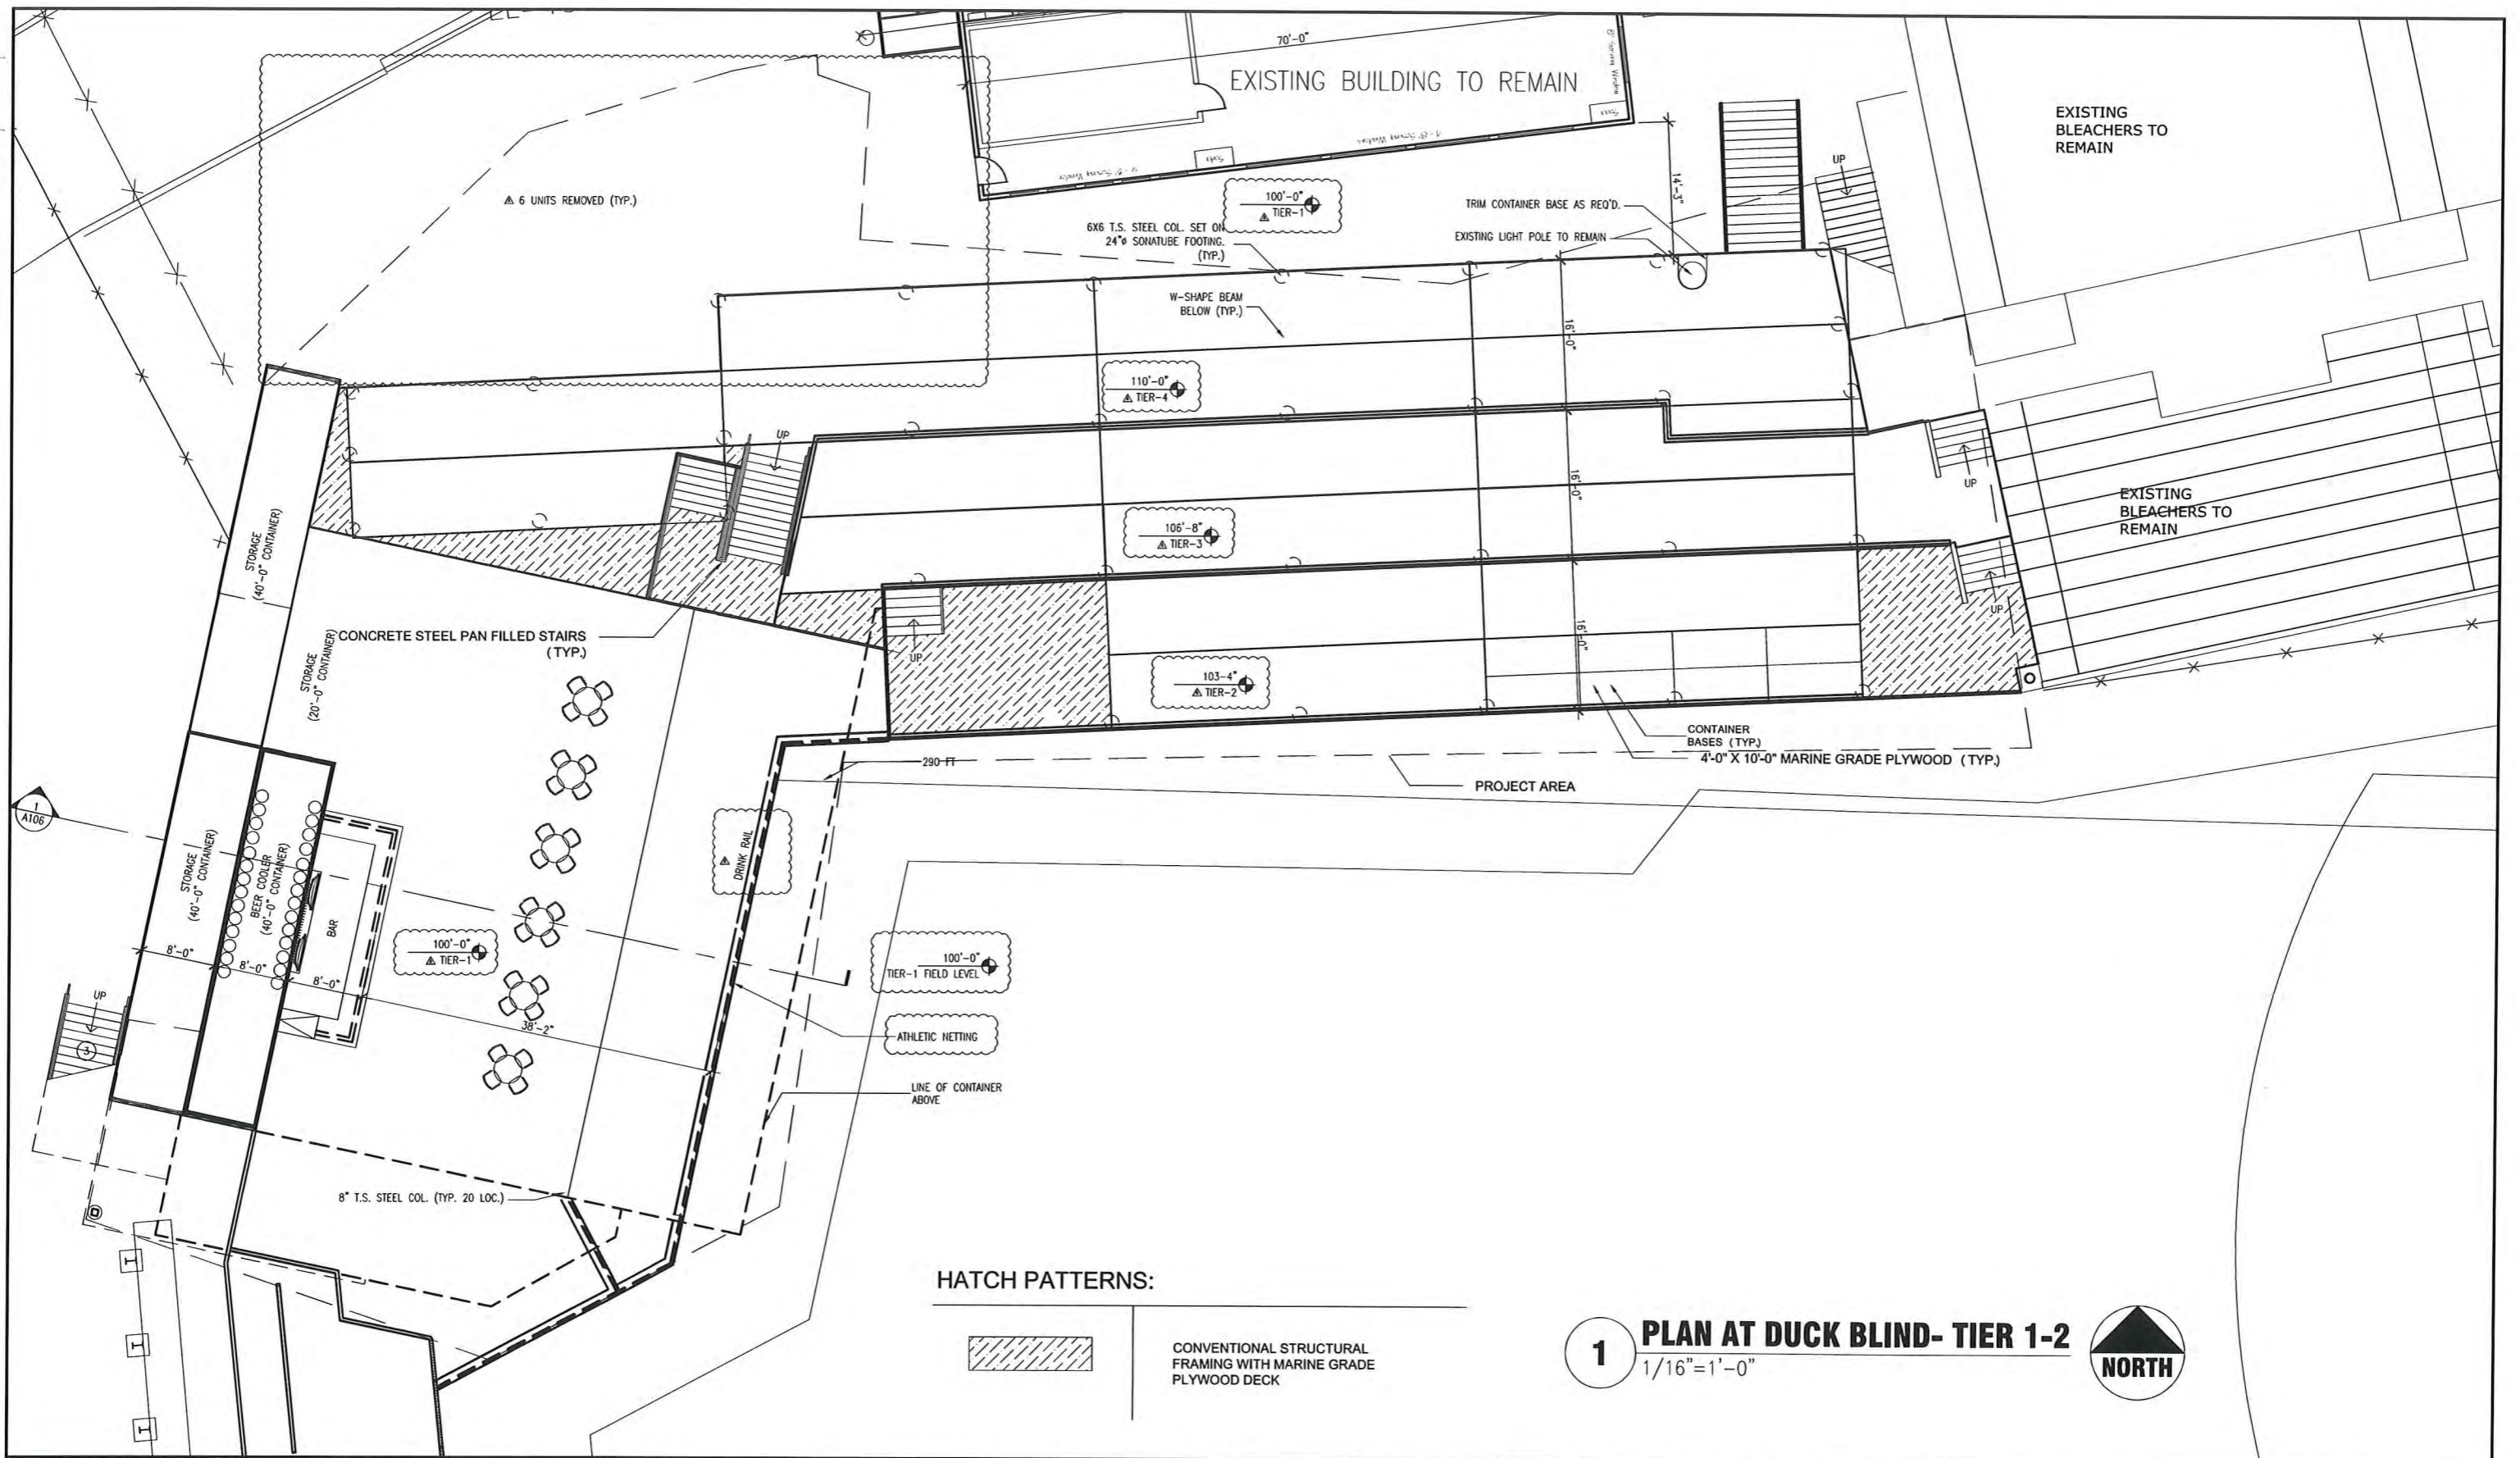 70'-0"
EXISTING BUILDING TO REMAIN
EXISTING
BLEACHERS TO
REMAIN
UP
14'-3"
6 UNITS REMOVED (TYP.)
100'-0"
TIER-1
TRIM CONTAINER BASE AS REQ'D.
EXISTING LIGHT POLE TO REMAIN
6X6 T.S. STEEL COL. SET ON
24"ø SONATUBE FOOTING.
(TYP.)
W-SHAPE BEAM
BELOW (TYP.)
16'-0"
110'-0"
TIER-4
UP
16'-0"
UP
EXISTING
BLEACHERS TO
REMAIN
106'-8"
TIER-3
STORAGE
(40'-0" CONTAINER)
CONCRETE STEEL PAN FILLED STAIRS
(TYP.)
STORAGE
(20'-0" CONTAINER)
UP
16'-0"
UP
103-4"
TIER-2
CONTAINER
BASES (TYP.)
4'-0" X 10'-0" MARINE GRADE PLYWOOD (TYP.)
290 FT
PROJECT AREA
1
A106
DRINK RAIL
STORAGE
(40'-0" CONTAINER)
BEER COOLER
(40'-0" CONTAINER)
BAR
8'-0"
8'-0"
8'-0"
100'-0"
TIER-1
100'-0"
TIER-1 FIELD LEVEL
UP
3
38'-2"
ATHLETIC NETTING
LINE OF CONTAINER
ABOVE
8" T.S. STEEL COL. (TYP. 20 LOC.)
I
I
I
HATCH PATTERNS:
CONVENTIONAL STRUCTURAL
FRAMING WITH MARINE GRADE
PLYWOOD DECK
1
PLAN AT DUCK BLIND- TIER 1-2
1/16"=1'-0"
NORTH